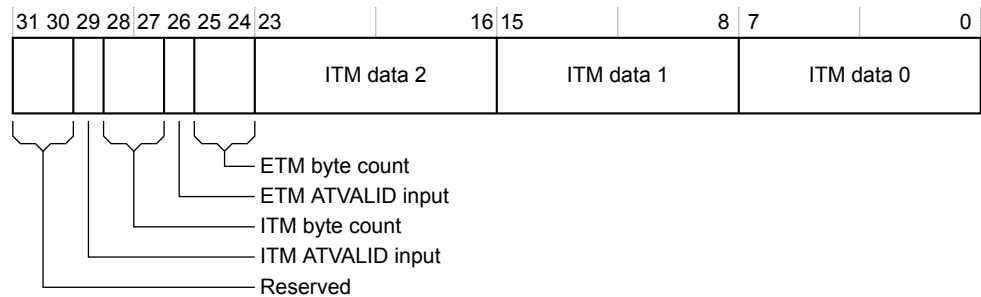 31 30 29 28 27 26 25 24 23 16 15 8 7 0
ITM data 2 ITM data 1 ITM data 0
ETM byte count
ETM ATVALID input
ITM byte count
ITM ATVALID input
Reserved